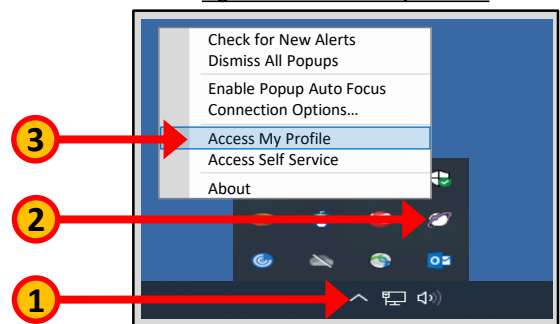 Check for New Alerts
Dismiss All Popups
Enable Popup Auto Focus
Connection Options...
3
Access My Profile
Access Self Service
About
2
1